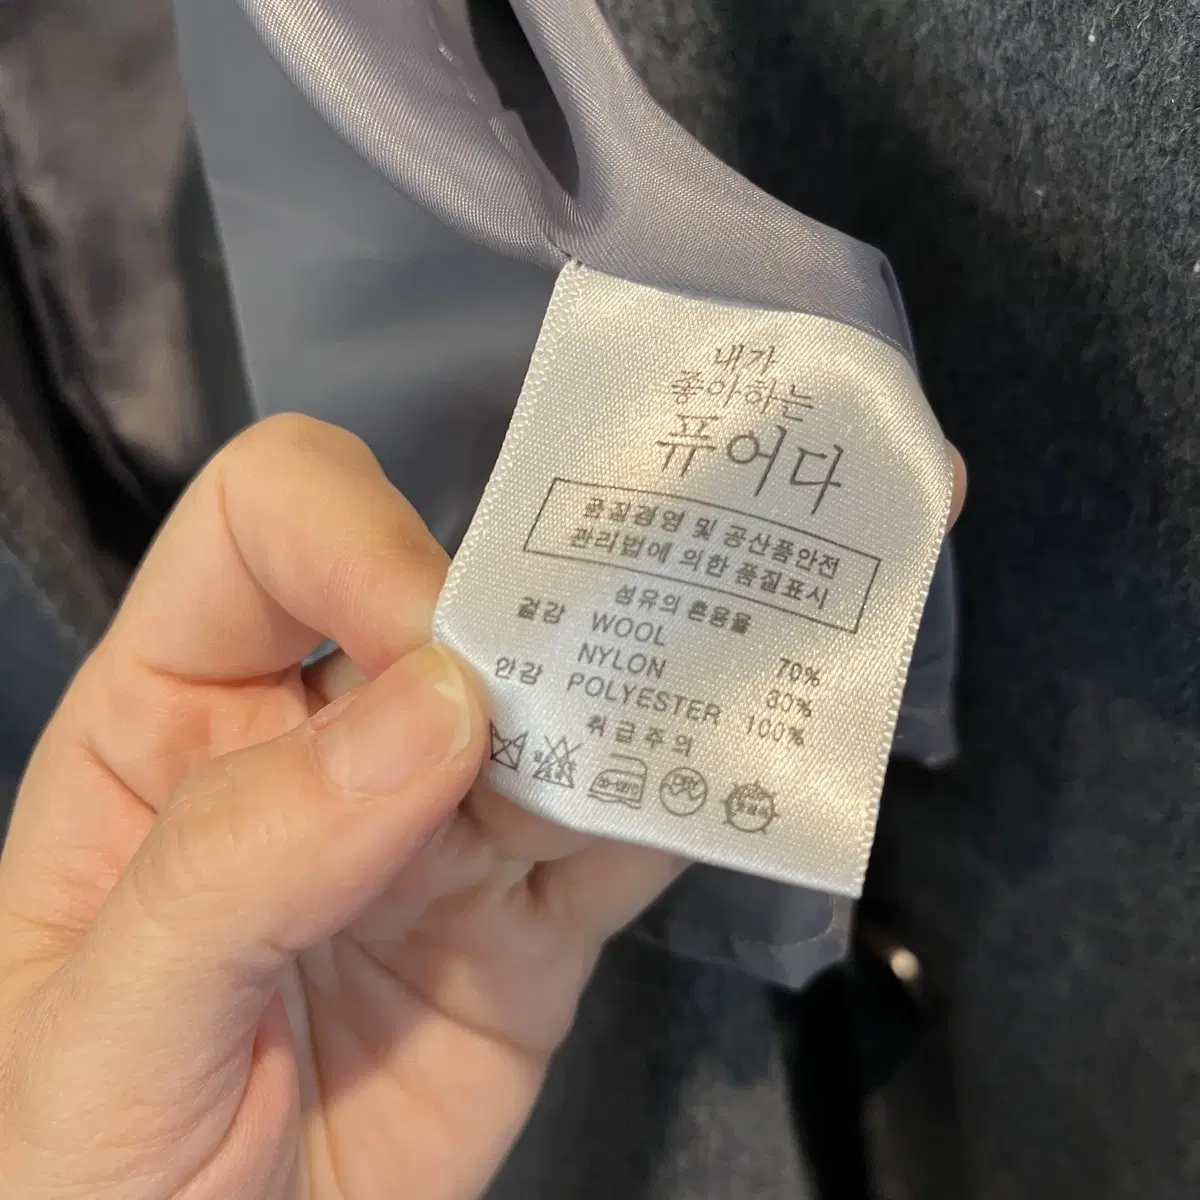 내가
좋아하는
퓨어다
품질경영 및 공산품안전
관리법에 의한 품질표시
섬유의 혼용율
겉감 WOOL 70%
NYLON 30%
안감 POLYESTER 100%
취급주의